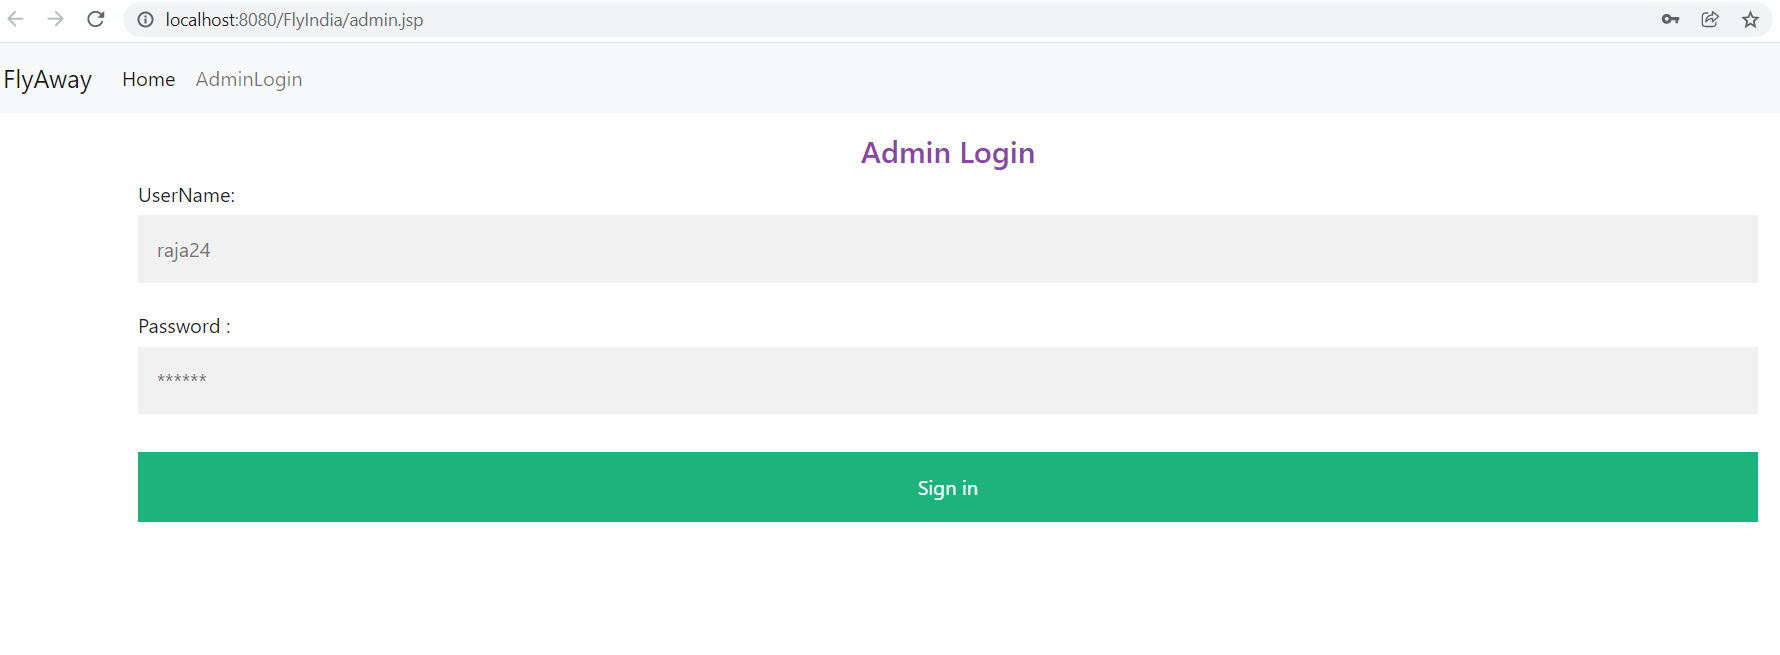 localhost:8080/FlyIndia/admin.jsp
FlyAway Home AdminLogin
Admin Login
UserName:
raja24
Password :
******
Sign in